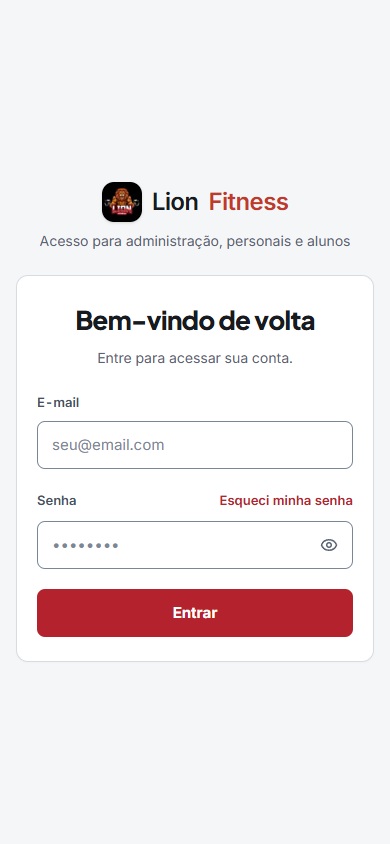 LION
Lion Fitness
Acesso para administração, personais e alunos
Bem-vindo de volta
Entre para acessar sua conta.
E-mail
seu@email.com
Senha
Esqueci minha senha
••••••••
Entrar